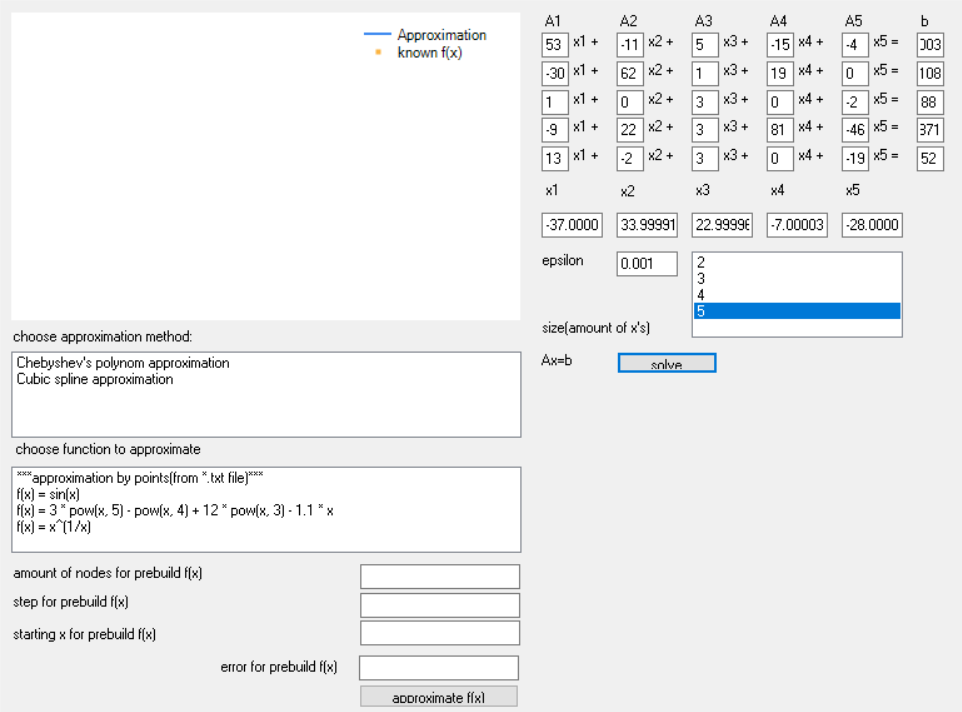 Approximation
known f(x)
choose approximation method:
Chebyshev's polynom approximation
Cubic spline approximation
choose function to approximate
***approximation by points(from *.txt file)***
f(x) = sin(x)
f(x) = 3 * pow(x, 5) - pow(x, 4) + 12 * pow(x, 3) - 1.1 * x
f(x) = x^(1/x)
amount of nodes for prebuild f(x)
step for prebuild f(x)
starting x for prebuild f(x)
error for prebuild f(x)
approximate f(x)
A1 A2 A3 A4 A5 b
53 x1 + -11 x2 + 5 x3 + -15 x4 + -4 x5 = 003
-30 x1 + 62 x2 + 1 x3 + 19 x4 + 0 x5 = 108
1 x1 + 0 x2 + 3 x3 + 0 x4 + -2 x5 = 88
-9 x1 + 22 x2 + 3 x3 + 81 x4 + -46 x5 = 371
13 x1 + -2 x2 + 3 x3 + 0 x4 + -19 x5 = 52
x1 x2 x3 x4 x5
-37.0000 33.99991 22.99996 -7.00003 -28.0000
epsilon 0.001
2
3
4
5
size(amount of x's)
Ax=b solve